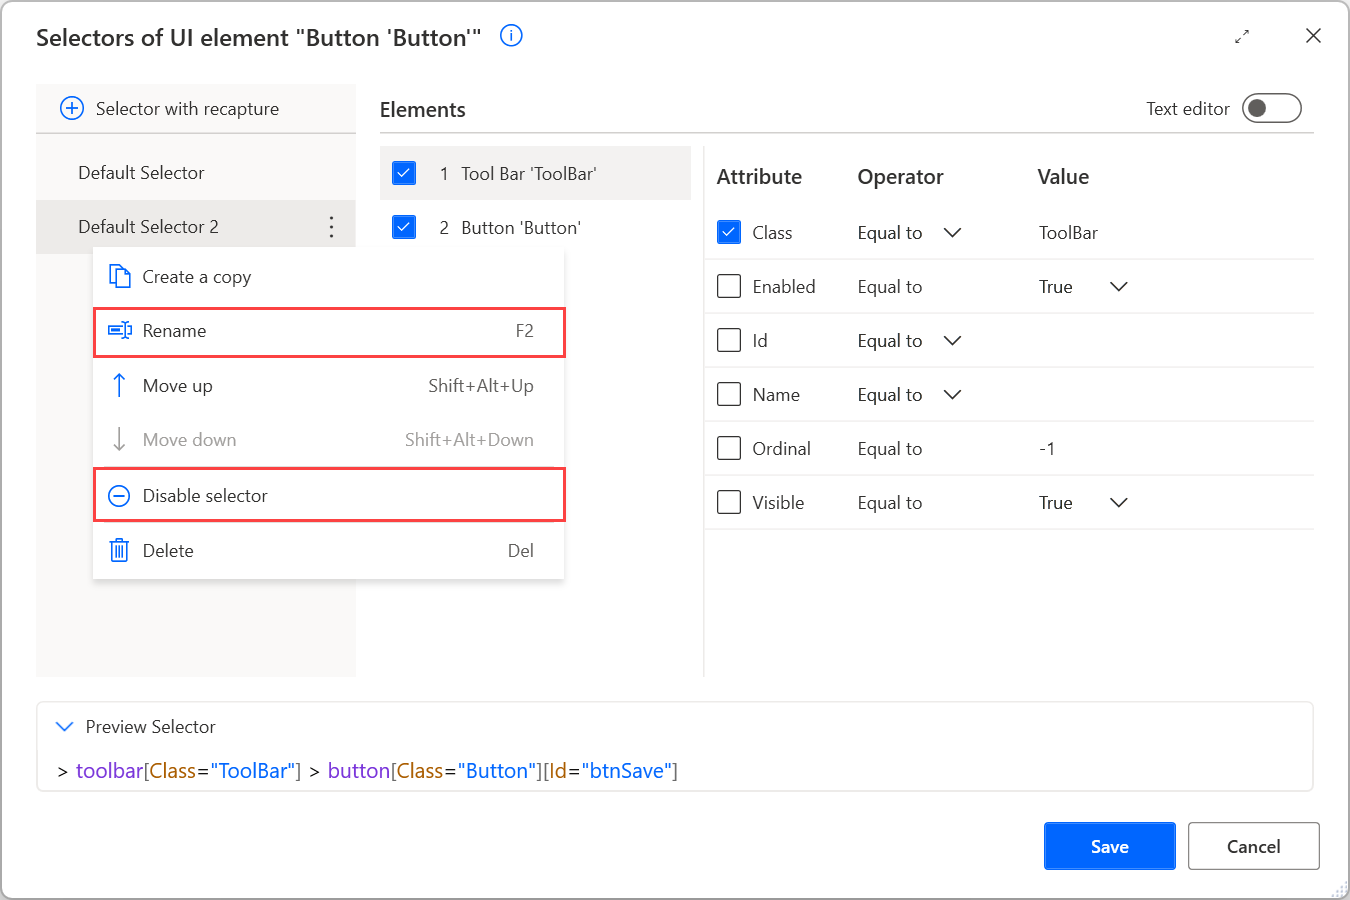 Selectors of UI element "Button 'Button'"
Selector with recapture
Default Selector
Default Selector 2
Create a copy
Rename F2
Move up Shift+Alt+Up
Move down Shift+Alt+Down
Disable selector
Delete Del
Elements
Text editor
1 Tool Bar 'ToolBar'
2 Button 'Button'
Attribute Operator Value
Class Equal to ToolBar
Enabled Equal to True
Id Equal to
Name Equal to
Ordinal Equal to -1
Visible Equal to True
Preview Selector
> toolbar[Class="ToolBar"] > button[Class="Button"][Id="btnSave"]
Save Cancel